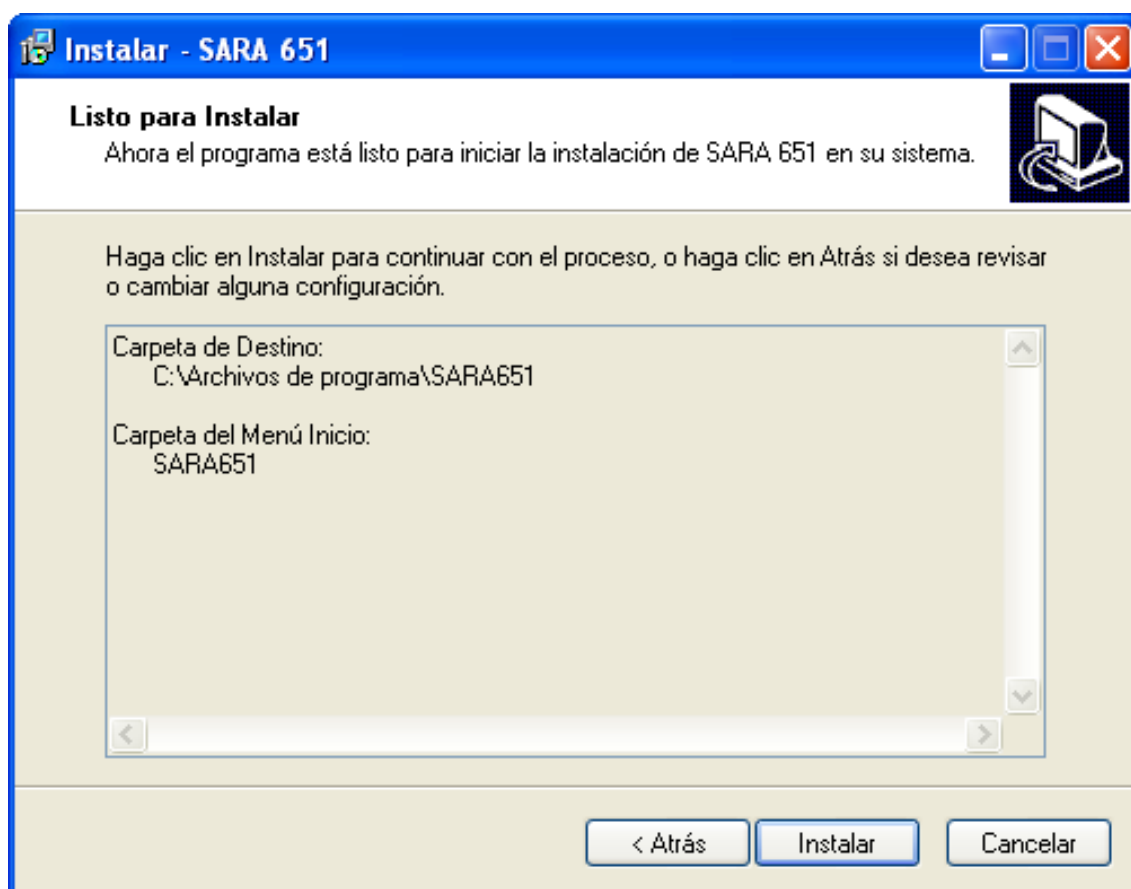 Instalar - SARA 651
Listo para Instalar
Ahora el programa está listo para iniciar la instalación de SARA 651 en su sistema.
Haga clic en Instalar para continuar con el proceso, o haga clic en Atrás si desea revisar
o cambiar alguna configuración.
Carpeta de Destino:
C:\Archivos de programa\SARA651
Carpeta del Menú Inicio:
SARA651
< Atrás
Instalar
Cancelar